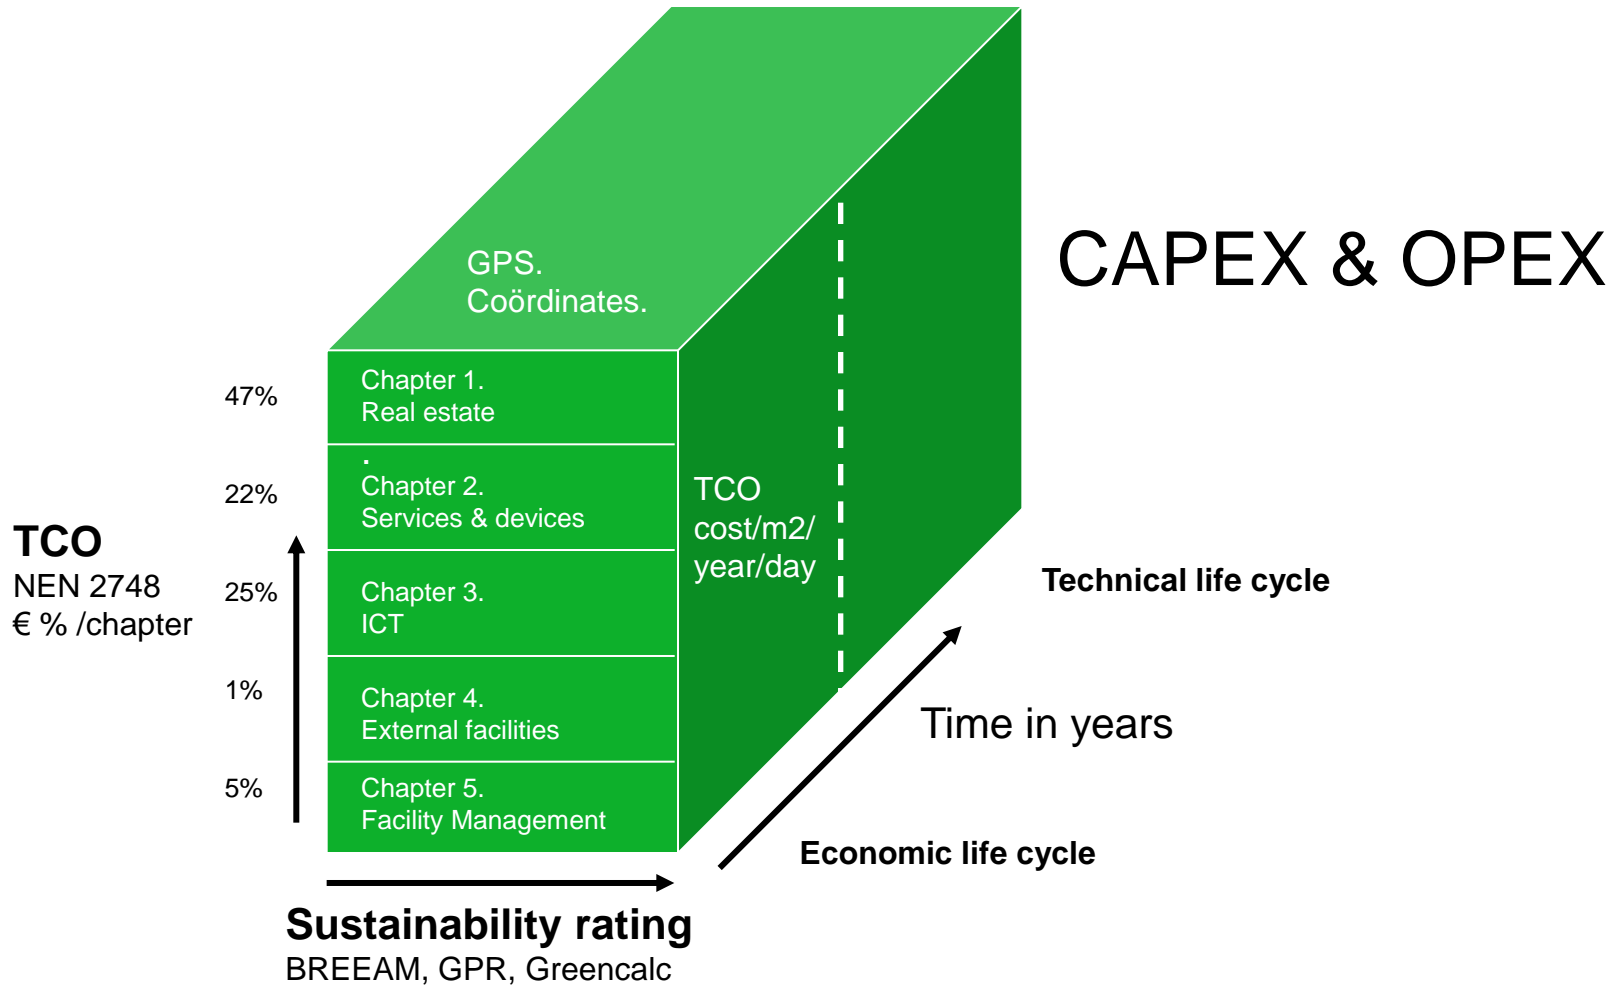 CAPEX & OPEX
GPS.
Coördinates.
47%
Chapter 1.
Real estate
.
22%
Chapter 2.
Services & devices
TCO
cost/m2/
year/day
TCO
NEN 2748
€ % /chapter
25%
Chapter 3.
ICT
Technical life cycle
1%
Chapter 4.
External facilities
Time in years
5%
Chapter 5.
Facility Management
Economic life cycle
Sustainability rating
BREEAM, GPR, Greencalc